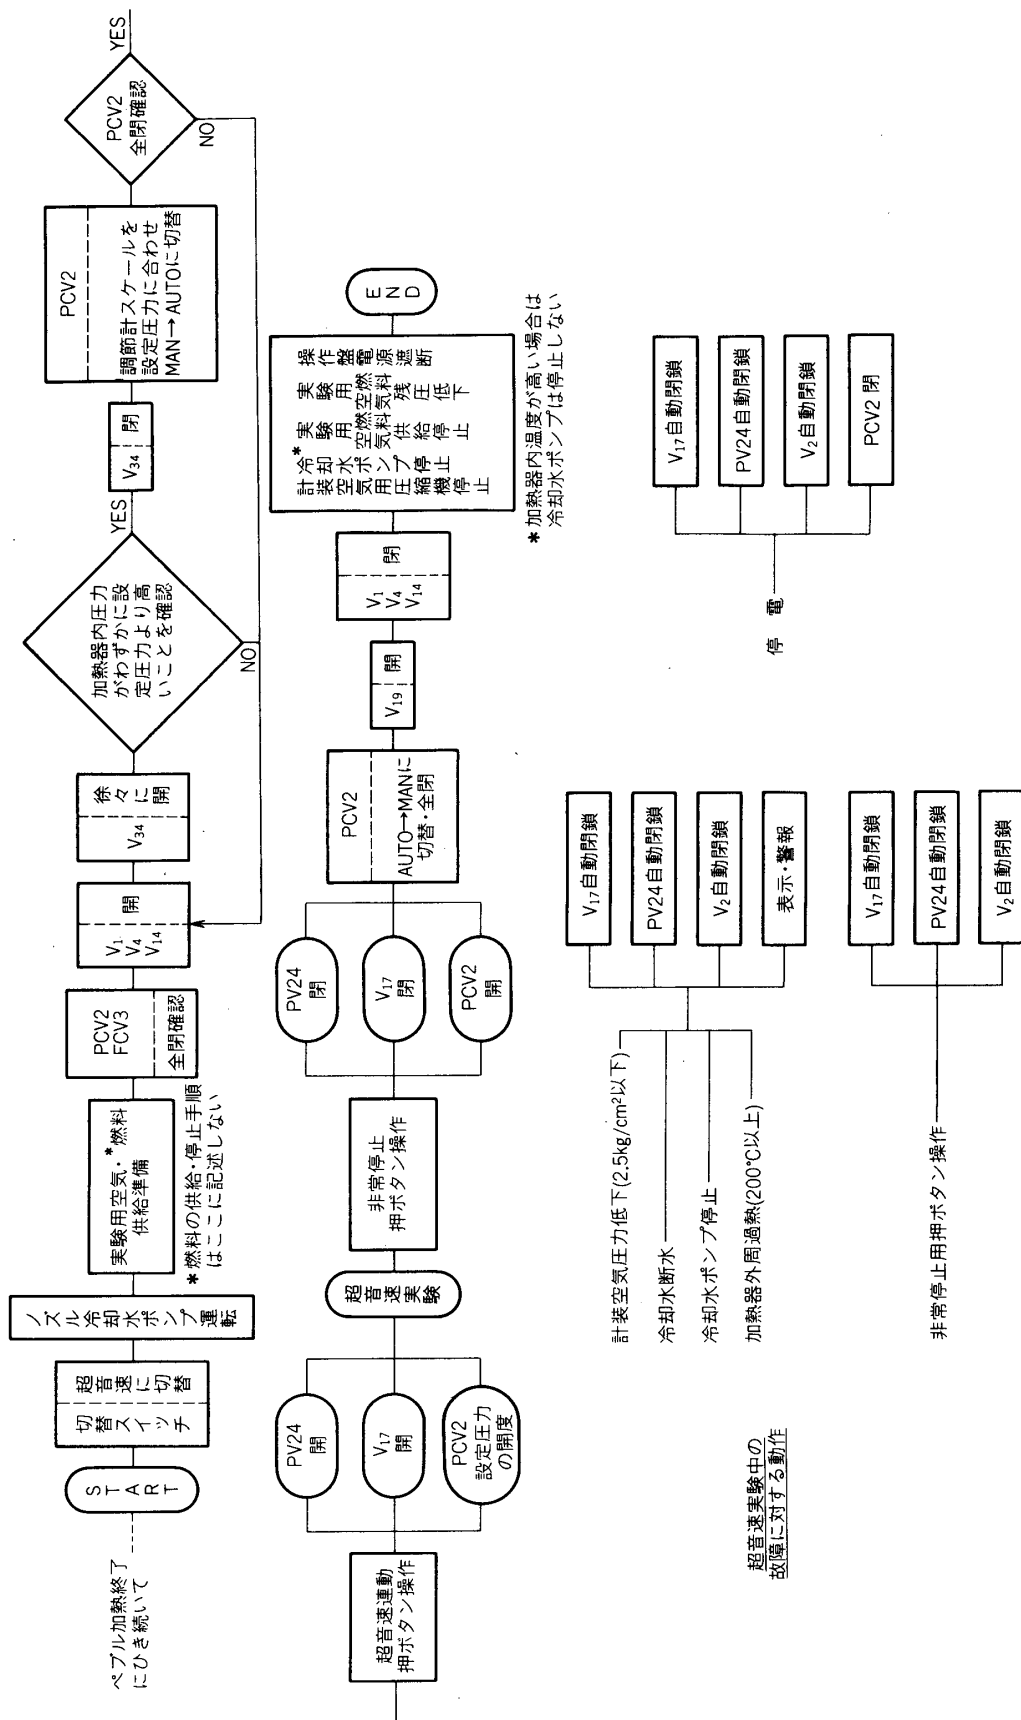 ペブル加熱終了
にひき続いて
START
切替スイッチ
超音速に切替
ノズル冷却水ポンプ運転
実験用空気・*燃料
供給準備
*燃料の供給・停止手順
はここに記述しない
PCV2
FCV3
全閉確認
V₁
V₄
V₁₄
開
V₃₄
徐々に開
加熱器内圧力
がわずかに設
定圧力より高
いことを確認
YES
NO
V₃₄
閉
PCV2
調節計スケールを
設定圧力に合わせ
MAN→AUTOに切替
PCV2
全閉確認
YES
NO
超音速連動
押ボタン操作
PV24
開
V₁₇
開
PCV2
設定圧力
の開度
超音速実験
非常停止
押ボタン操作
PV24
閉
V₁₇
閉
PCV2
開
PCV2
AUTO→MANに
切替・全閉
V₁₉
開
V₁
V₄
V₁₄
閉
計装空気用圧縮機停止
冷却水ポンプ停止*
実験用空気燃料供給停止
実験用空気燃料残圧低下
操作盤電源遮断
END
*加熱器内温度が高い場合は
冷却水ポンプは停止しない
超音速実験中の
故障に対する動作
計装空気圧力低下(2.5kg/cm²以下)
冷却水断水
冷却水ポンプ停止
加熱器外周過熱(200°C以上)
V₁₇自動閉鎖
PV24自動閉鎖
V₂自動閉鎖
表示・警報
非常停止用押ボタン操作
V₁₇自動閉鎖
PV24自動閉鎖
V₂自動閉鎖
停電
V₁₇自動閉鎖
PV24自動閉鎖
V₂自動閉鎖
PCV2閉